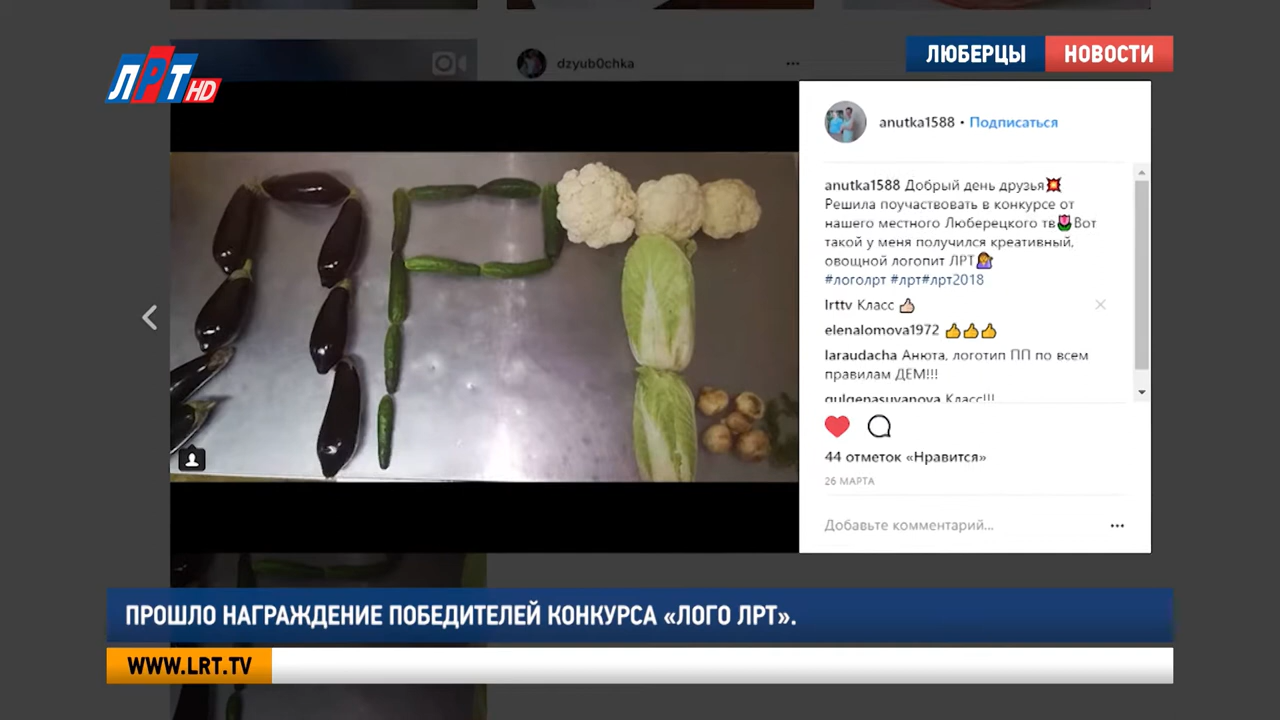 ЛРТ HD
ЛЮБЕРЦЫ НОВОСТИ
dzyub0chka
anutka1588 • Подписаться
anutka1588 Добрый день друзья💥
Решила поучаствовать в конкурсе от
нашего местного Люберецкого тв🌷Вот
такой у меня получился креативный,
овощной логопит ЛРТ🤷
#логолрт #лрт#лрт2018
lrttv Класс 👍
elenalomova1972 👍👍👍
laraudacha Анюта, логотип ПП по всем
правилам ДЕМ!!!
gulgenasuvanova Класс!!!
44 отметок «Нравится»
26 МАРТА
Добавьте комментарий...
ЛРТ
ПРОШЛО НАГРАЖДЕНИЕ ПОБЕДИТЕЛЕЙ КОНКУРСА «ЛОГО ЛРТ».
WWW.LRT.TV